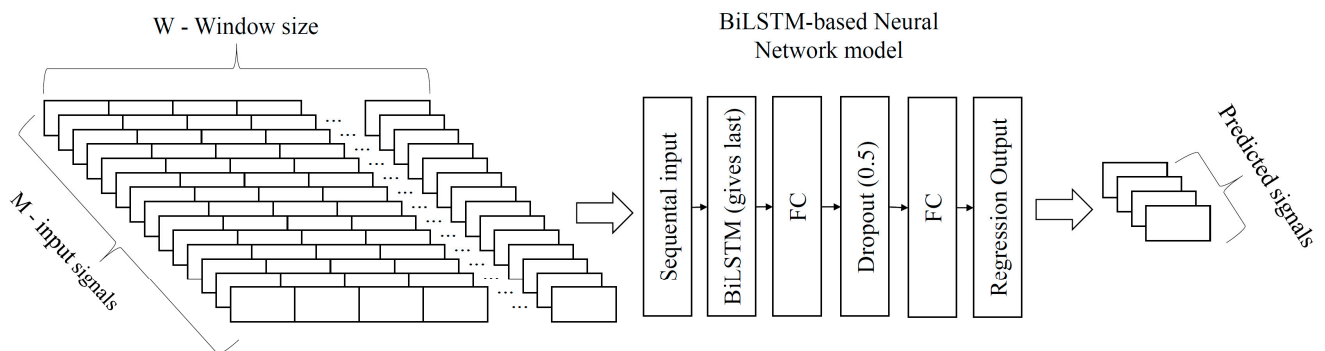 W - Window size
BiLSTM-based Neural
Network model
M - input signals
...
...
...
...
...
...
...
...
...
...
...
...
...
...
Sequental input
BiLSTM (gives last)
FC
Dropout (0.5)
FC
Regression Output
Predicted signals